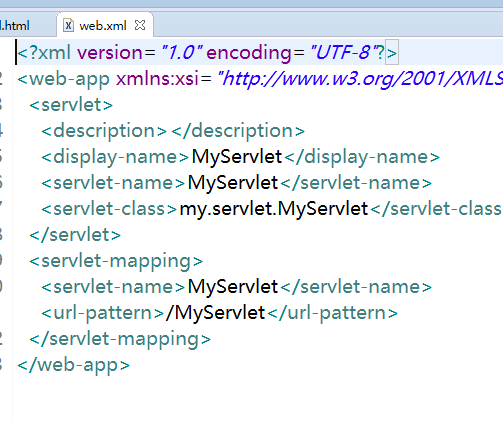 l.html
web.xml
<?xml version="1.0" encoding="UTF-8"?>
<web-app xmlns:xsi="http://www.w3.org/2001/XMLS
<servlet>
<description></description>
<display-name>MyServlet</display-name>
<servlet-name>MyServlet</servlet-name>
<servlet-class>my.servlet.MyServlet</servlet-class
</servlet>
<servlet-mapping>
<servlet-name>MyServlet</servlet-name>
<url-pattern>/MyServlet</url-pattern>
</servlet-mapping>
</web-app>